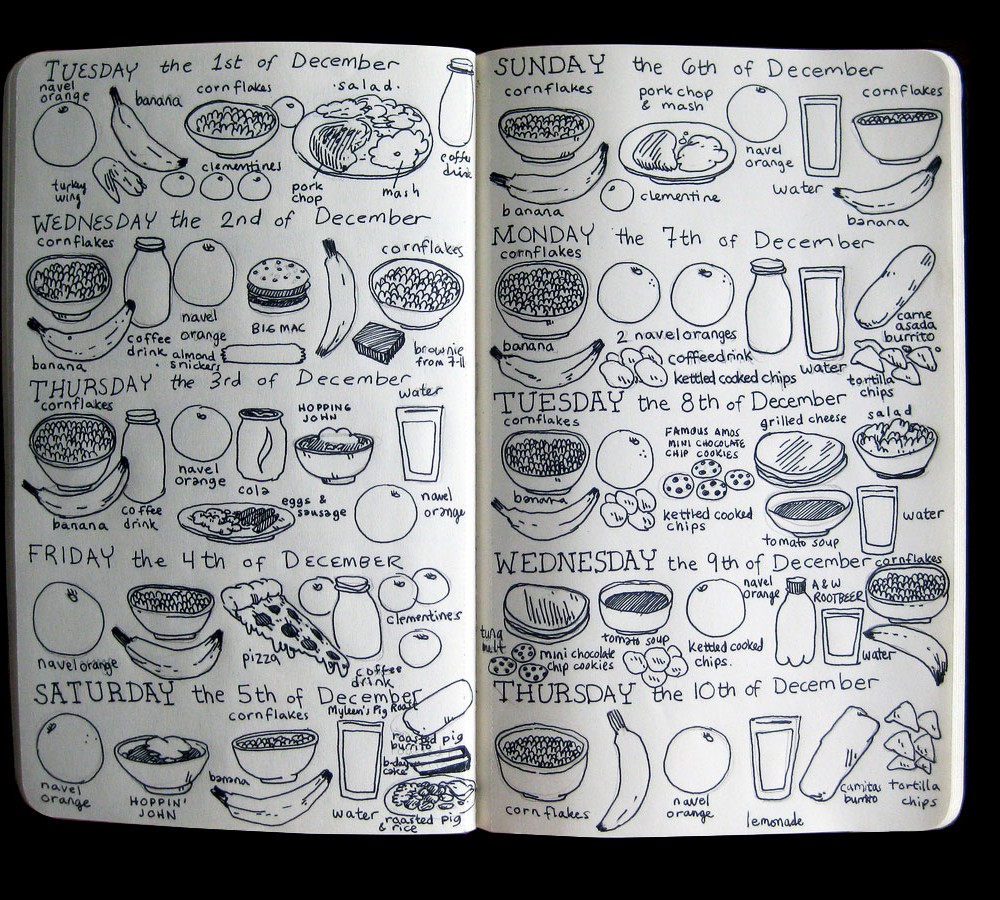 TUESDAY the 1st of December
navel
orange
banana
corn flakes
salad
clementines
turkey
wing
pork
chop
mash
coffee
drink
WEDNESDAY the 2nd of December
cornflakes
banana
coffee
drink
navel
orange
almond
snickers
BIG MAC
cornflakes
brownie
from 7-11
THURSDAY the 3rd of December
cornflakes
banana
coffee
drink
navel
orange
cola
HOPPING
JOHN
water
eggs &
sausage
navel
orange
FRIDAY the 4th of DECEMBER
navel orange
pizza
coffee
drink
clementines
SATURDAY the 5th of December
navel
orange
HOPPIN'
JOHN
cornflakes
banana
water
Myleen's Pig Roast
roasted pig
burrito
b-day
cake
roasted pig
& rice
SUNDAY the 6th of December
cornflakes
banana
pork chop
& mash
clementine
navel
orange
water
cornflakes
banana
MONDAY the 7th of December
cornflakes
banana
2 navel oranges
coffee drink
kettled cooked chips
water
carne
asada
burrito
tortilla
chips
TUESDAY the 8th of December
cornflakes
banana
FAMOUS AMOS
MINI CHOCOLATE
CHIP COOKIES
kettled cooked
chips
grilled cheese
tomato soup
salad
water
WEDNESDAY the 9th of December
tuna
melt
mini chocolate
chip cookies
tomato soup
navel
orange
Kettled cooked
chips.
A & W
ROOTBEER
water
cornflakes
THURSDAY the 10th of December
corn flakes
navel
orange
lemonade
carnitas
burrito
tortilla
chips